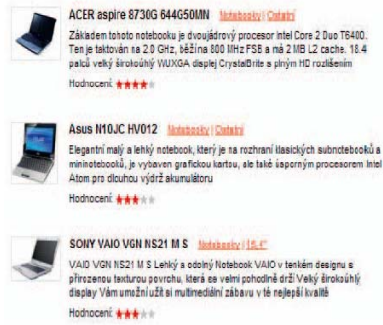 ACER aspire 8730G 644G50MN Notebooky | Ostatní
Základem tohoto notebooku je dvoujádrový procesor Intel Core 2 Duo T6400.
Ten je taktován na 2.0 GHz, běžína 800 MHz FSB a má 2 MB L2 cache. 18.4
palců velký širokoúhlý WUXGA displej CrystalBrite s plným HD rozlišením
Hodnocení:
Asus N10JC HV012 Notebooky | Ostatní
Elegantní malý a lehký notebook, který je na rozhraní klasických subnotebooků a
mininotebooků, je vybaven grafickou kartou, ale také úsporným procesorem Intel
Atom pro dlouhou výdrž akumulátoru
Hodnocení:
SONY VAIO VGN NS21 M S Notebooky | 15,4"
VAIO VGN NS21 M S Lehký a odolný Notebook VAIO v tenkém designu s
přirozenou texturou povrchu, která se velmi pohodlně drží Velký širokoúhlý
display Vám umožní užít si multimediální zábavu v té nejlepší kvalitě
Hodnocení: